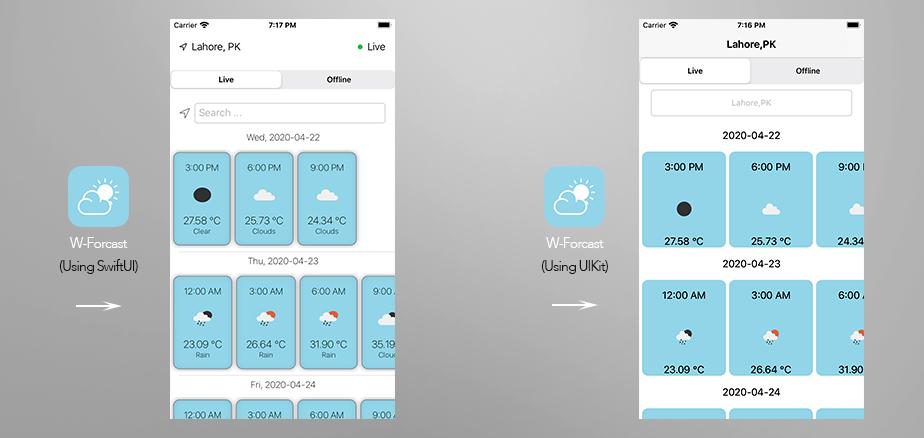 W-Forcast
(Using SwiftUI)
Carrier 7:17 PM
Lahore, PK Live
Live Offline
Search ...
Wed, 2020-04-22
3:00 PM 6:00 PM 9:00 PM
27.58 °C 25.73 °C 24.34 °C
Clear Clouds Clouds
Thu, 2020-04-23
12:00 AM 3:00 AM 6:00 AM 9:00
23.09 °C 26.64 °C 31.90 °C 35.19
Rain Rain Rain Clou
Fri, 2020-04-24
12:00 AM 3:00 AM 6:00 AM 9:00
W-Forcast
(Using UIKit)
Carrier 7:16 PM
Lahore,PK
Live Offline
Lahore,PK
2020-04-22
3:00 PM 6:00 PM 9:00
27.58 °C 25.73 °C 24.34
2020-04-23
12:00 AM 3:00 AM 6:00
23.09 °C 26.64 °C 31.90
2020-04-24